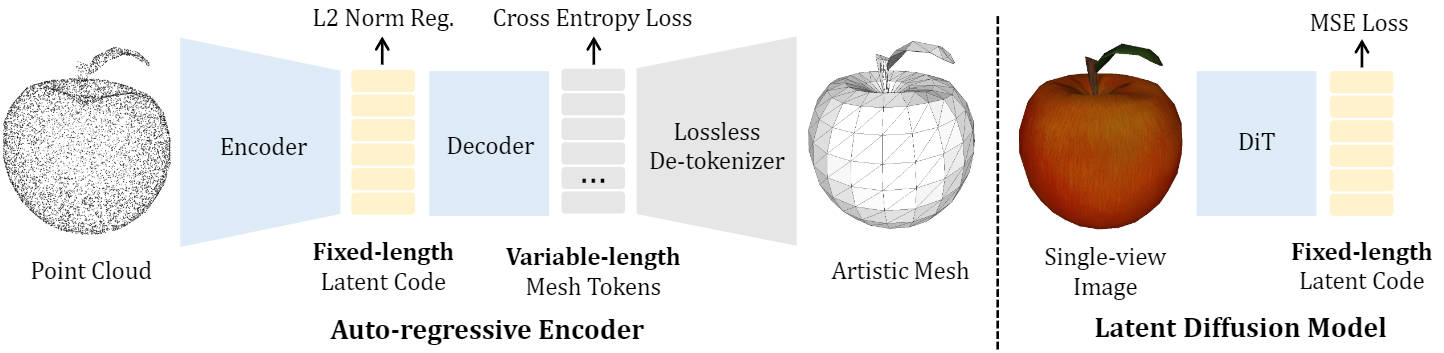 L2 Norm Reg.
Cross Entropy Loss
Encoder
Decoder
...
Lossless
De-tokenizer
Point Cloud
Fixed-length
Latent Code
Variable-length
Mesh Tokens
Artistic Mesh
Auto-regressive Encoder
MSE Loss
DiT
Single-view
Image
Fixed-length
Latent Code
Latent Diffusion Model